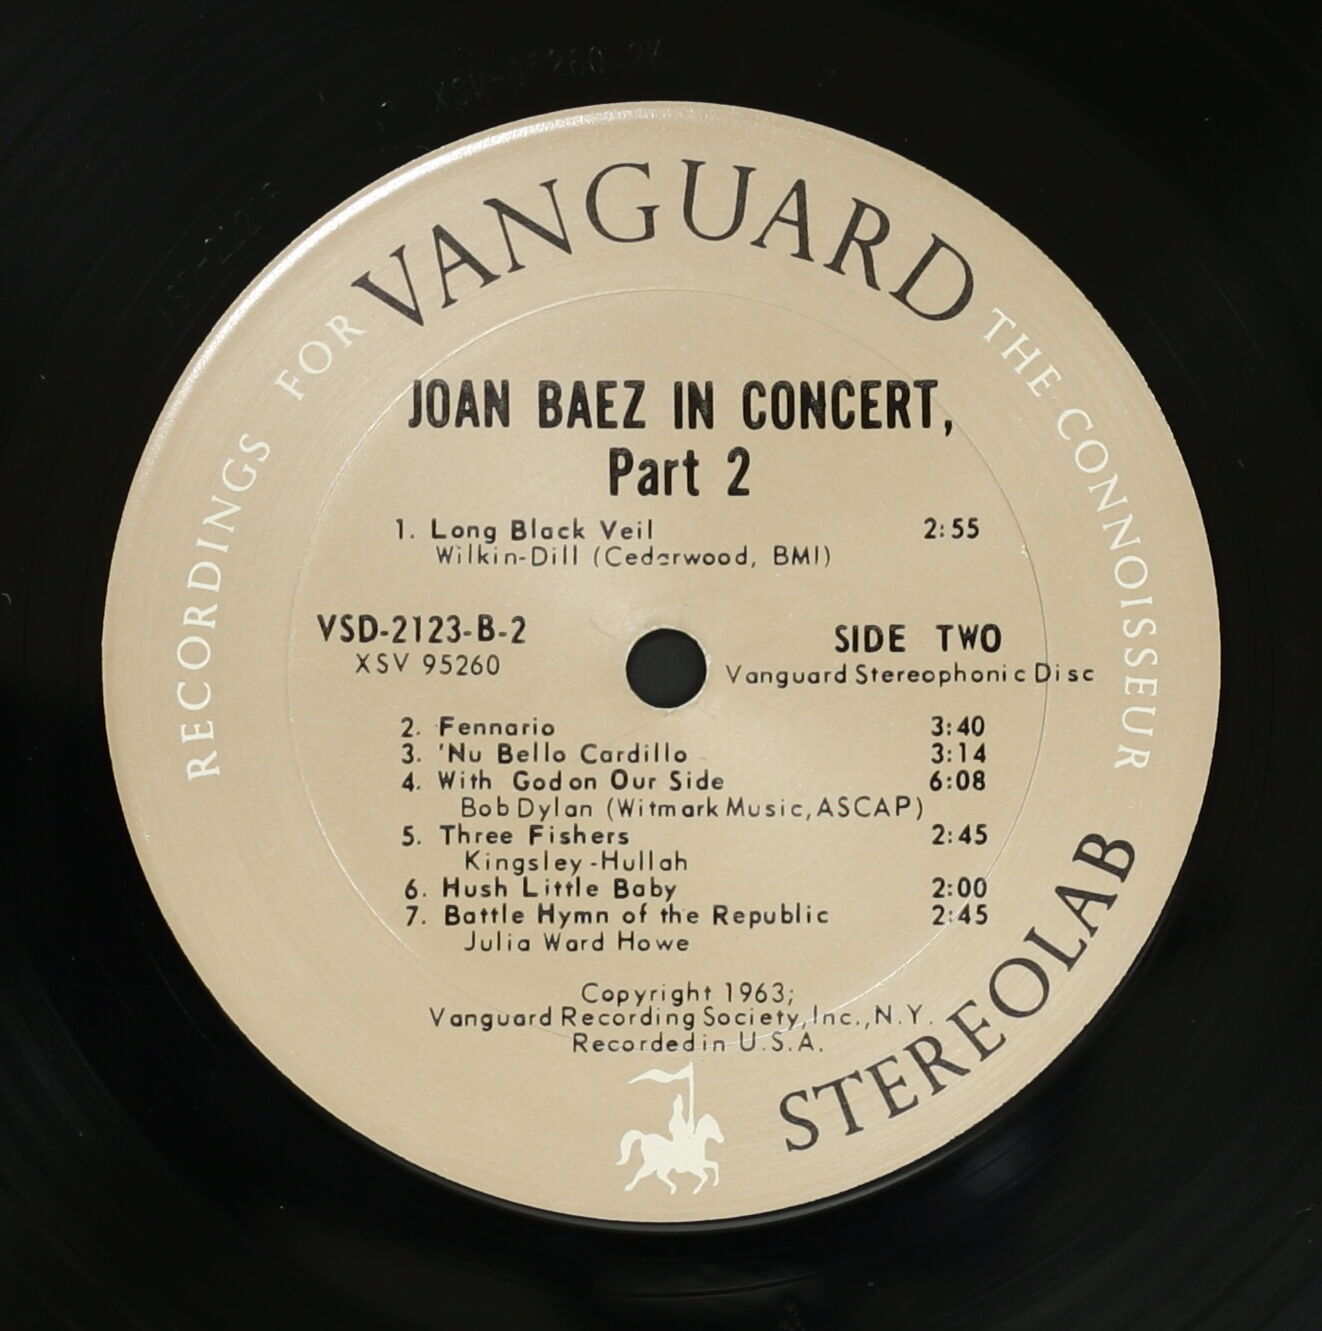 VANGUARD
RECORDINGS FOR THE CONNOISSEUR
JOAN BAEZ IN CONCERT,
Part 2
1. Long Black Veil 2:55
Wilkin-Dill (Cedarwood, BMI)
VSD-2123-B-2 SIDE TWO
XSV 95260 Vanguard Stereophonic Disc
2. Fennario 3:40
3. 'Nu Bello Cardillo 3:14
4. With God on Our Side 6:08
Bob Dylan (Witmark Music, ASCAP)
5. Three Fishers 2:45
Kingsley-Hullah
6. Hush Little Baby 2:00
7. Battle Hymn of the Republic 2:45
Julia Ward Howe
Copyright 1963;
Vanguard Recording Society, Inc., N.Y.
Recorded in U.S.A.
STEREOLAB